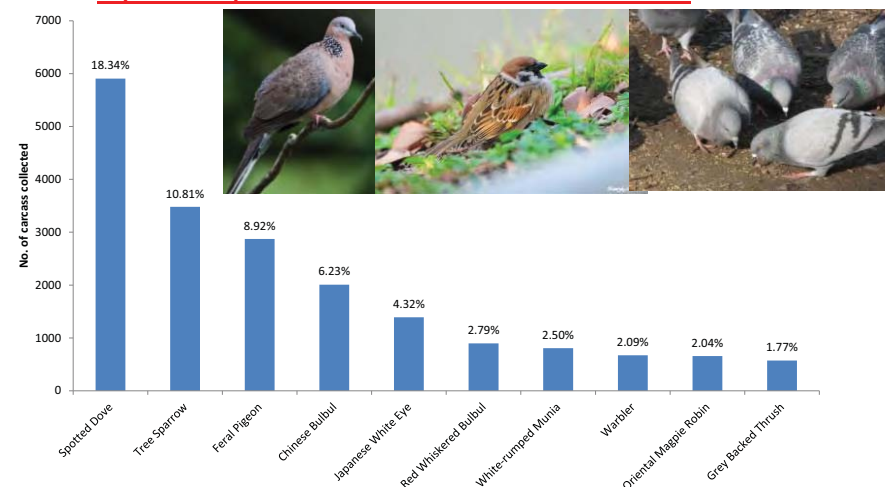 7000
6000
5000
4000
3000
2000
1000
0
No. of carcass collected
18.34%
10.81%
8.92%
6.23%
4.32%
2.79%
2.50%
2.09%
2.04%
1.77%
Spotted Dove
Tree Sparrow
Feral Pigeon
Chinese Bulbul
Japanese White Eye
Red Whiskered Bulbul
White-rumped Munia
Warbler
Oriental Magpie Robin
Grey Backed Thrush